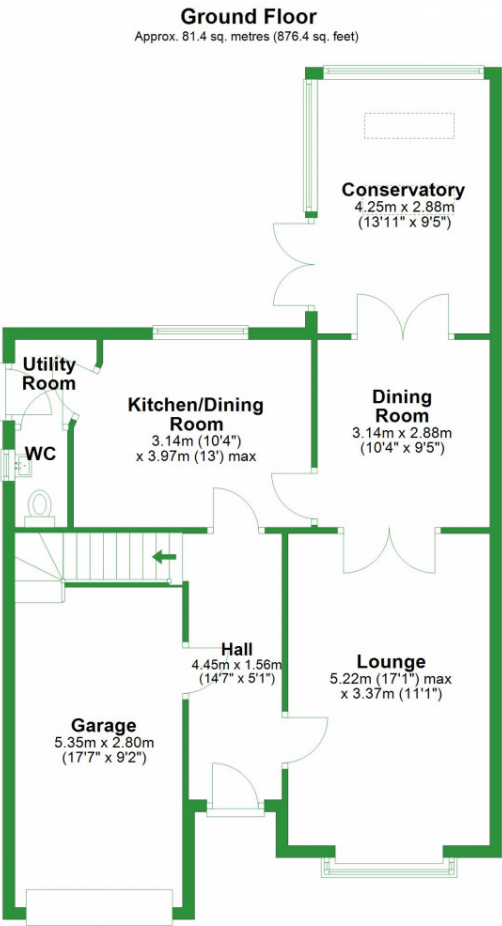 Ground Floor
Approx. 81.4 sq. metres (876.4 sq. feet)
Conservatory
4.25m x 2.88m
(13'11" x 9'5")
Utility
Room
Kitchen/Dining
Room
3.14m (10'4")
x 3.97m (13') max
Dining
Room
3.14m x 2.88m
(10'4" x 9'5")
WC
Hall
4.45m x 1.56m
(14'7" x 5'1")
Lounge
5.22m (17'1") max
x 3.37m (11'1")
Garage
5.35m x 2.80m
(17'7" x 9'2")